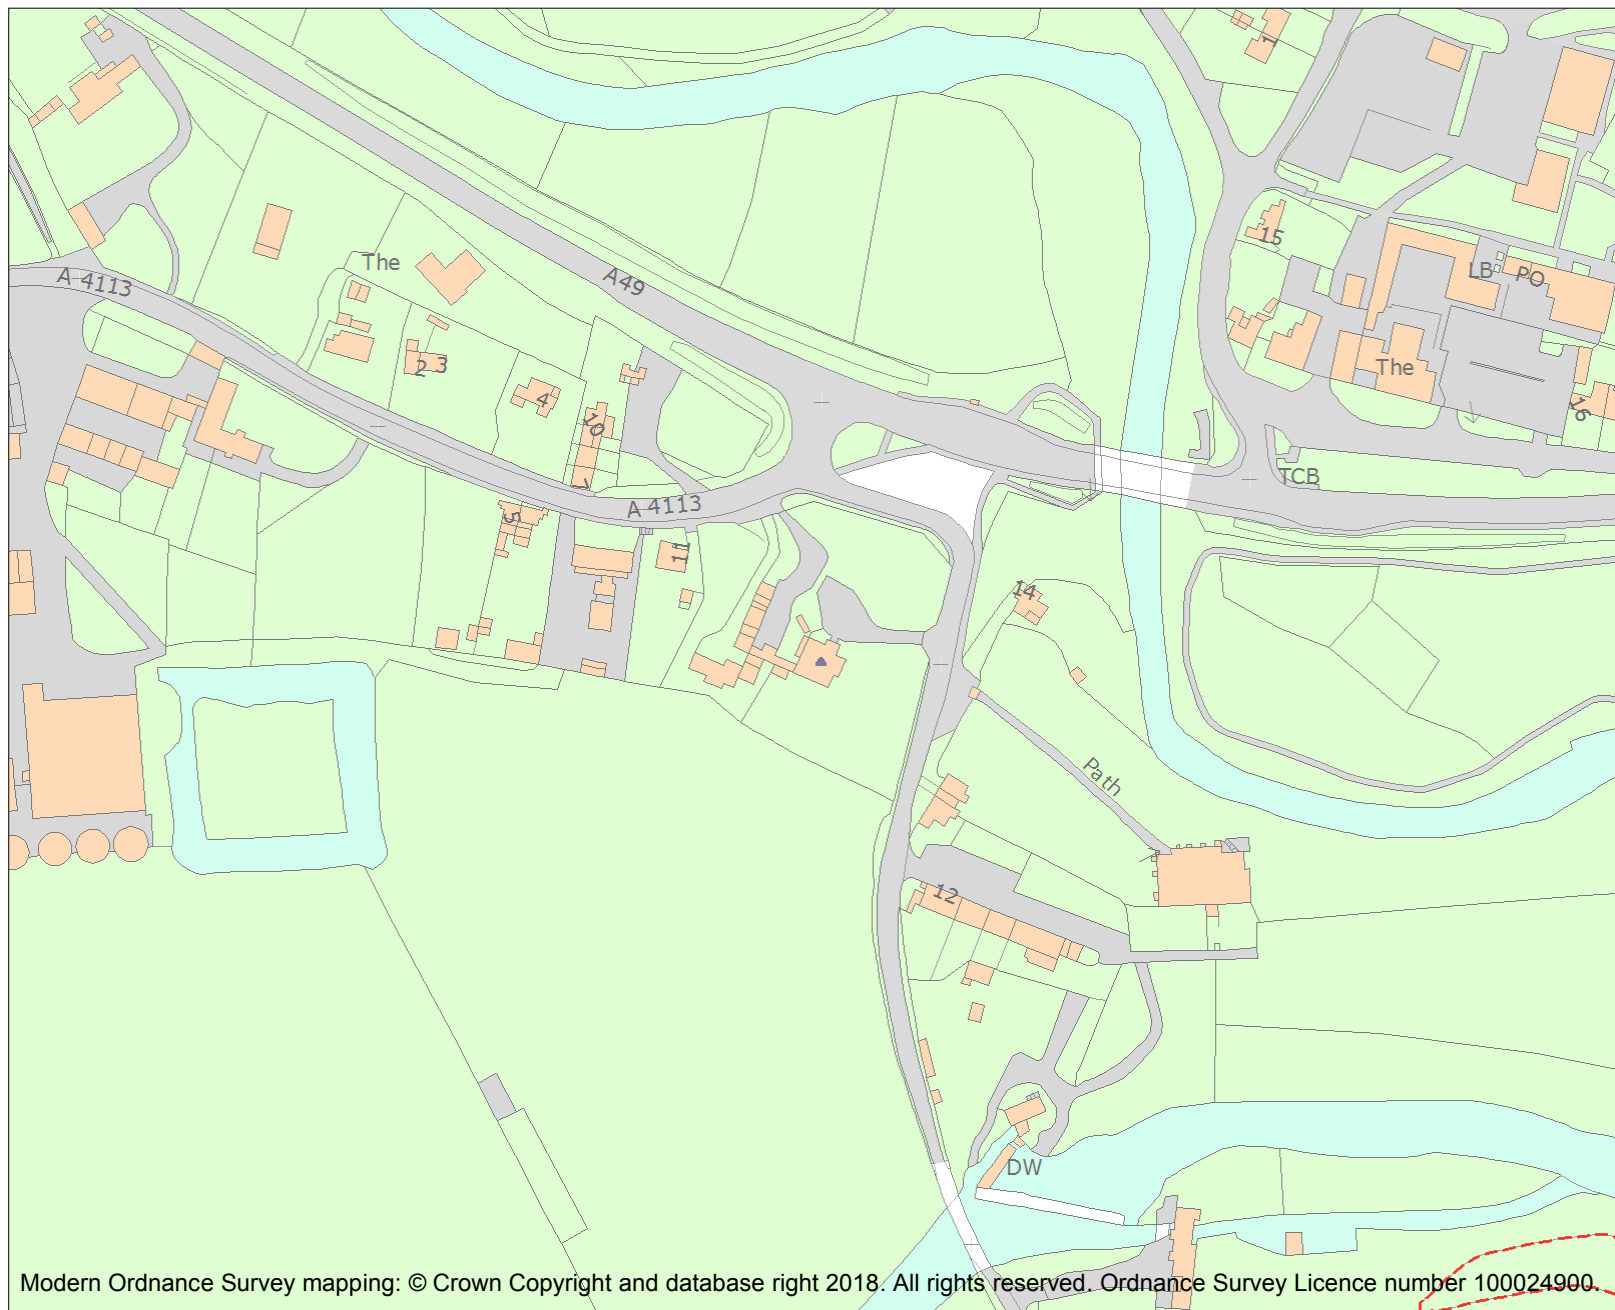 1
15
The
A 4113
A49
LB
PO
The
2
3
4
10
16
7
TCB
A 4113
5
11
14
Path
12
DW
Modern Ordnance Survey mapping: © Crown Copyright and database right 2018. All rights reserved. Ordnance Survey Licence number 100024900.